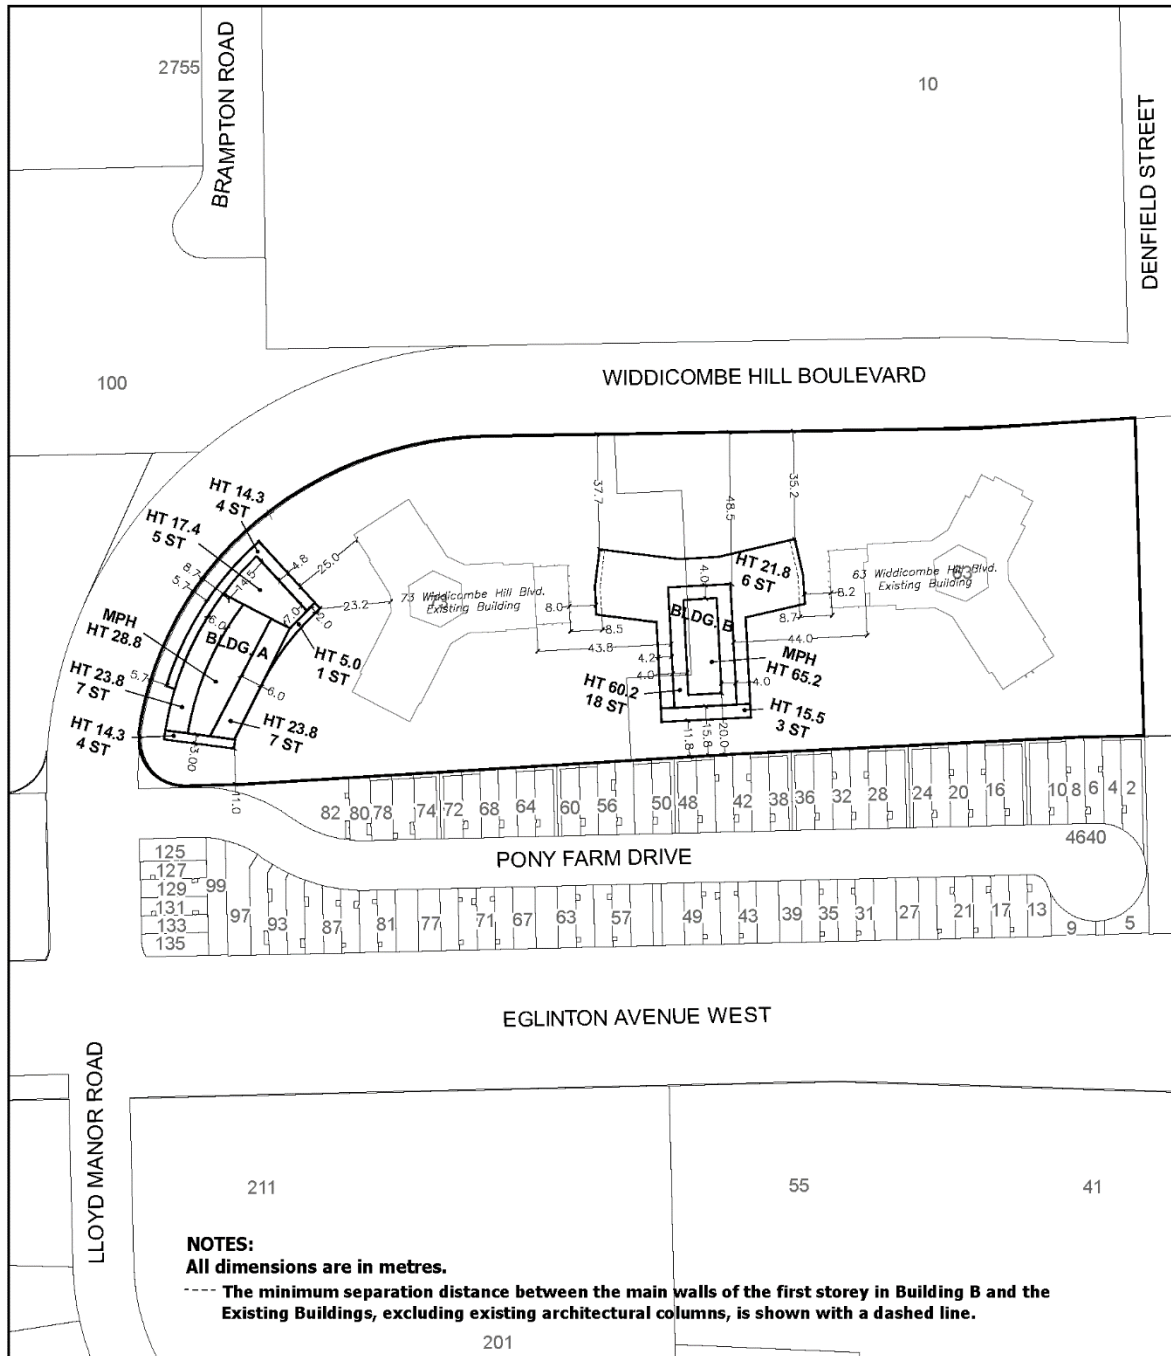 2755
BRAMPTON ROAD
10
DENFIELD STREET
100
WIDDICOMBE HILL BOULEVARD
HT 14.3
4 ST
HT 17.4
5 ST
8.7
5.7
14.5
4.8
25.0
23.2
7.0
2.0
6.0
MPH
HT 28.8
BLDG. A
HT 5.0
1 ST
5.7
HT 23.8
7 ST
6.0
HT 23.8
7 ST
HT 14.3
4 ST
3.00
11.0
73 Widdicombe Hill Blvd.
Existing Building
37.7
48.5
35.2
8.0
8.5
43.8
4.0
HT 21.8
6 ST
BLDG. B
4.2
4.0
MPH
HT 65.2
4.0
HT 60.2
18 ST
HT 15.5
3 ST
11.8
15.8
20.0
8.2
8.7
44.0
63 Widdicombe Hill Blvd.
Existing Building
63
82
80
78
74
72
68
64
60
56
50
48
42
38
36
32
28
24
20
16
10
8
6
4
2
4640
PONY FARM DRIVE
125
127
129
131
133
135
99
97
93
87
81
77
71
67
63
57
49
43
39
35
31
27
21
17
13
9
5
EGLINTON AVENUE WEST
LLOYD MANOR ROAD
211
55
41
NOTES:
All dimensions are in metres.
---- The minimum separation distance between the main walls of the first storey in Building B and the
Existing Buildings, excluding existing architectural columns, is shown with a dashed line.
201